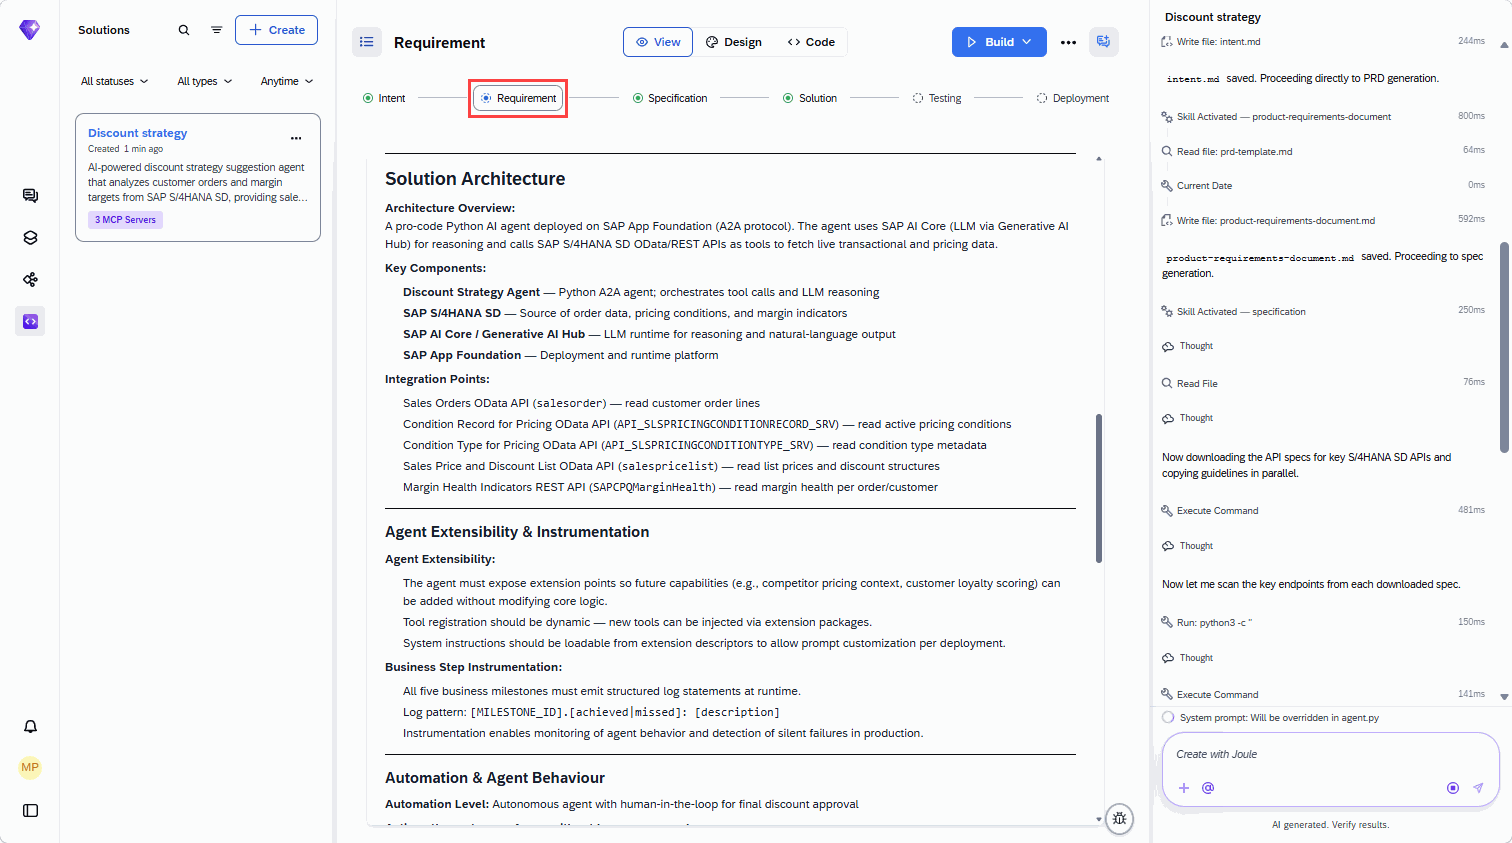 Solutions
Create
All statuses
All types
Anytime
Discount strategy
Created 1 min ago
AI-powered discount strategy suggestion agent
that analyzes customer orders and margin
targets from SAP S/4HANA SD, providing sale...
3 MCP Servers
MP
Requirement
View
Design
Code
Build
Intent
Requirement
Specification
Solution
Testing
Deployment
Solution Architecture
Architecture Overview:
A pro-code Python AI agent deployed on SAP App Foundation (A2A protocol). The agent uses SAP AI Core (LLM via Generative AI
Hub) for reasoning and calls SAP S/4HANA SD OData/REST APIs as tools to fetch live transactional and pricing data.
Key Components:
Discount Strategy Agent — Python A2A agent; orchestrates tool calls and LLM reasoning
SAP S/4HANA SD — Source of order data, pricing conditions, and margin indicators
SAP AI Core / Generative AI Hub — LLM runtime for reasoning and natural-language output
SAP App Foundation — Deployment and runtime platform
Integration Points:
Sales Orders OData API (salesorder) — read customer order lines
Condition Record for Pricing OData API (API_SLSPRICINGCONDITIONRECORD_SRV) — read active pricing conditions
Condition Type for Pricing OData API (API_SLSPRICINGCONDITIONTYPE_SRV) — read condition type metadata
Sales Price and Discount List OData API (salespricelist) — read list prices and discount structures
Margin Health Indicators REST API (SAPCPQMarginHealth) — read margin health per order/customer
Agent Extensibility & Instrumentation
Agent Extensibility:
The agent must expose extension points so future capabilities (e.g., competitor pricing context, customer loyalty scoring) can
be added without modifying core logic.
Tool registration should be dynamic — new tools can be injected via extension packages.
System instructions should be loadable from extension descriptors to allow prompt customization per deployment.
Business Step Instrumentation:
All five business milestones must emit structured log statements at runtime.
Log pattern: [MILESTONE_ID].[achieved|missed]: [description]
Instrumentation enables monitoring of agent behavior and detection of silent failures in production.
Automation & Agent Behaviour
Automation Level: Autonomous agent with human-in-the-loop for final discount approval
Discount strategy
Write file: intent.md 244ms
intent.md saved. Proceeding directly to PRD generation.
Skill Activated — product-requirements-document 800ms
Read file: prd-template.md 64ms
Current Date 0ms
Write file: product-requirements-document.md 592ms
product-requirements-document.md saved. Proceeding to spec
generation.
Skill Activated — specification 250ms
Thought
Read File 76ms
Thought
Now downloading the API specs for key S/4HANA SD APIs and
copying guidelines in parallel.
Execute Command 481ms
Thought
Now let me scan the key endpoints from each downloaded spec.
Run: python3 -c " 150ms
Thought
Execute Command 141ms
System prompt: Will be overridden in agent.py
Create with Joule
AI generated. Verify results.